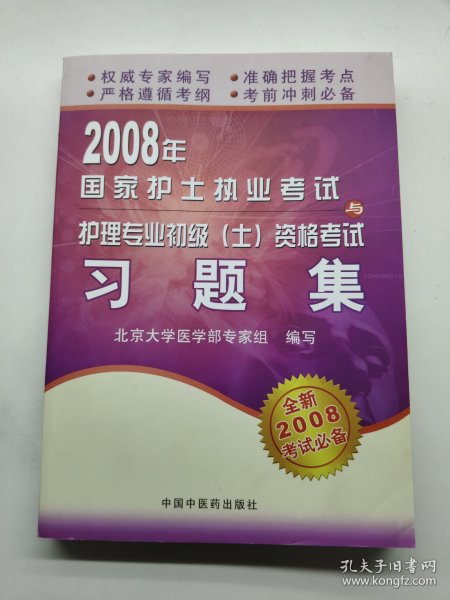 • 权威专家编写 • 准确把握考点
• 严格遵循考纲 • 考前冲刺必备
2008年
国家护士执业考试
与
护理专业初级（士）资格考试
习题集
北京大学医学部专家组 编写
全新
2008
考试必备
中国中医药出版社
孔夫子旧书网
www.kongfz.com